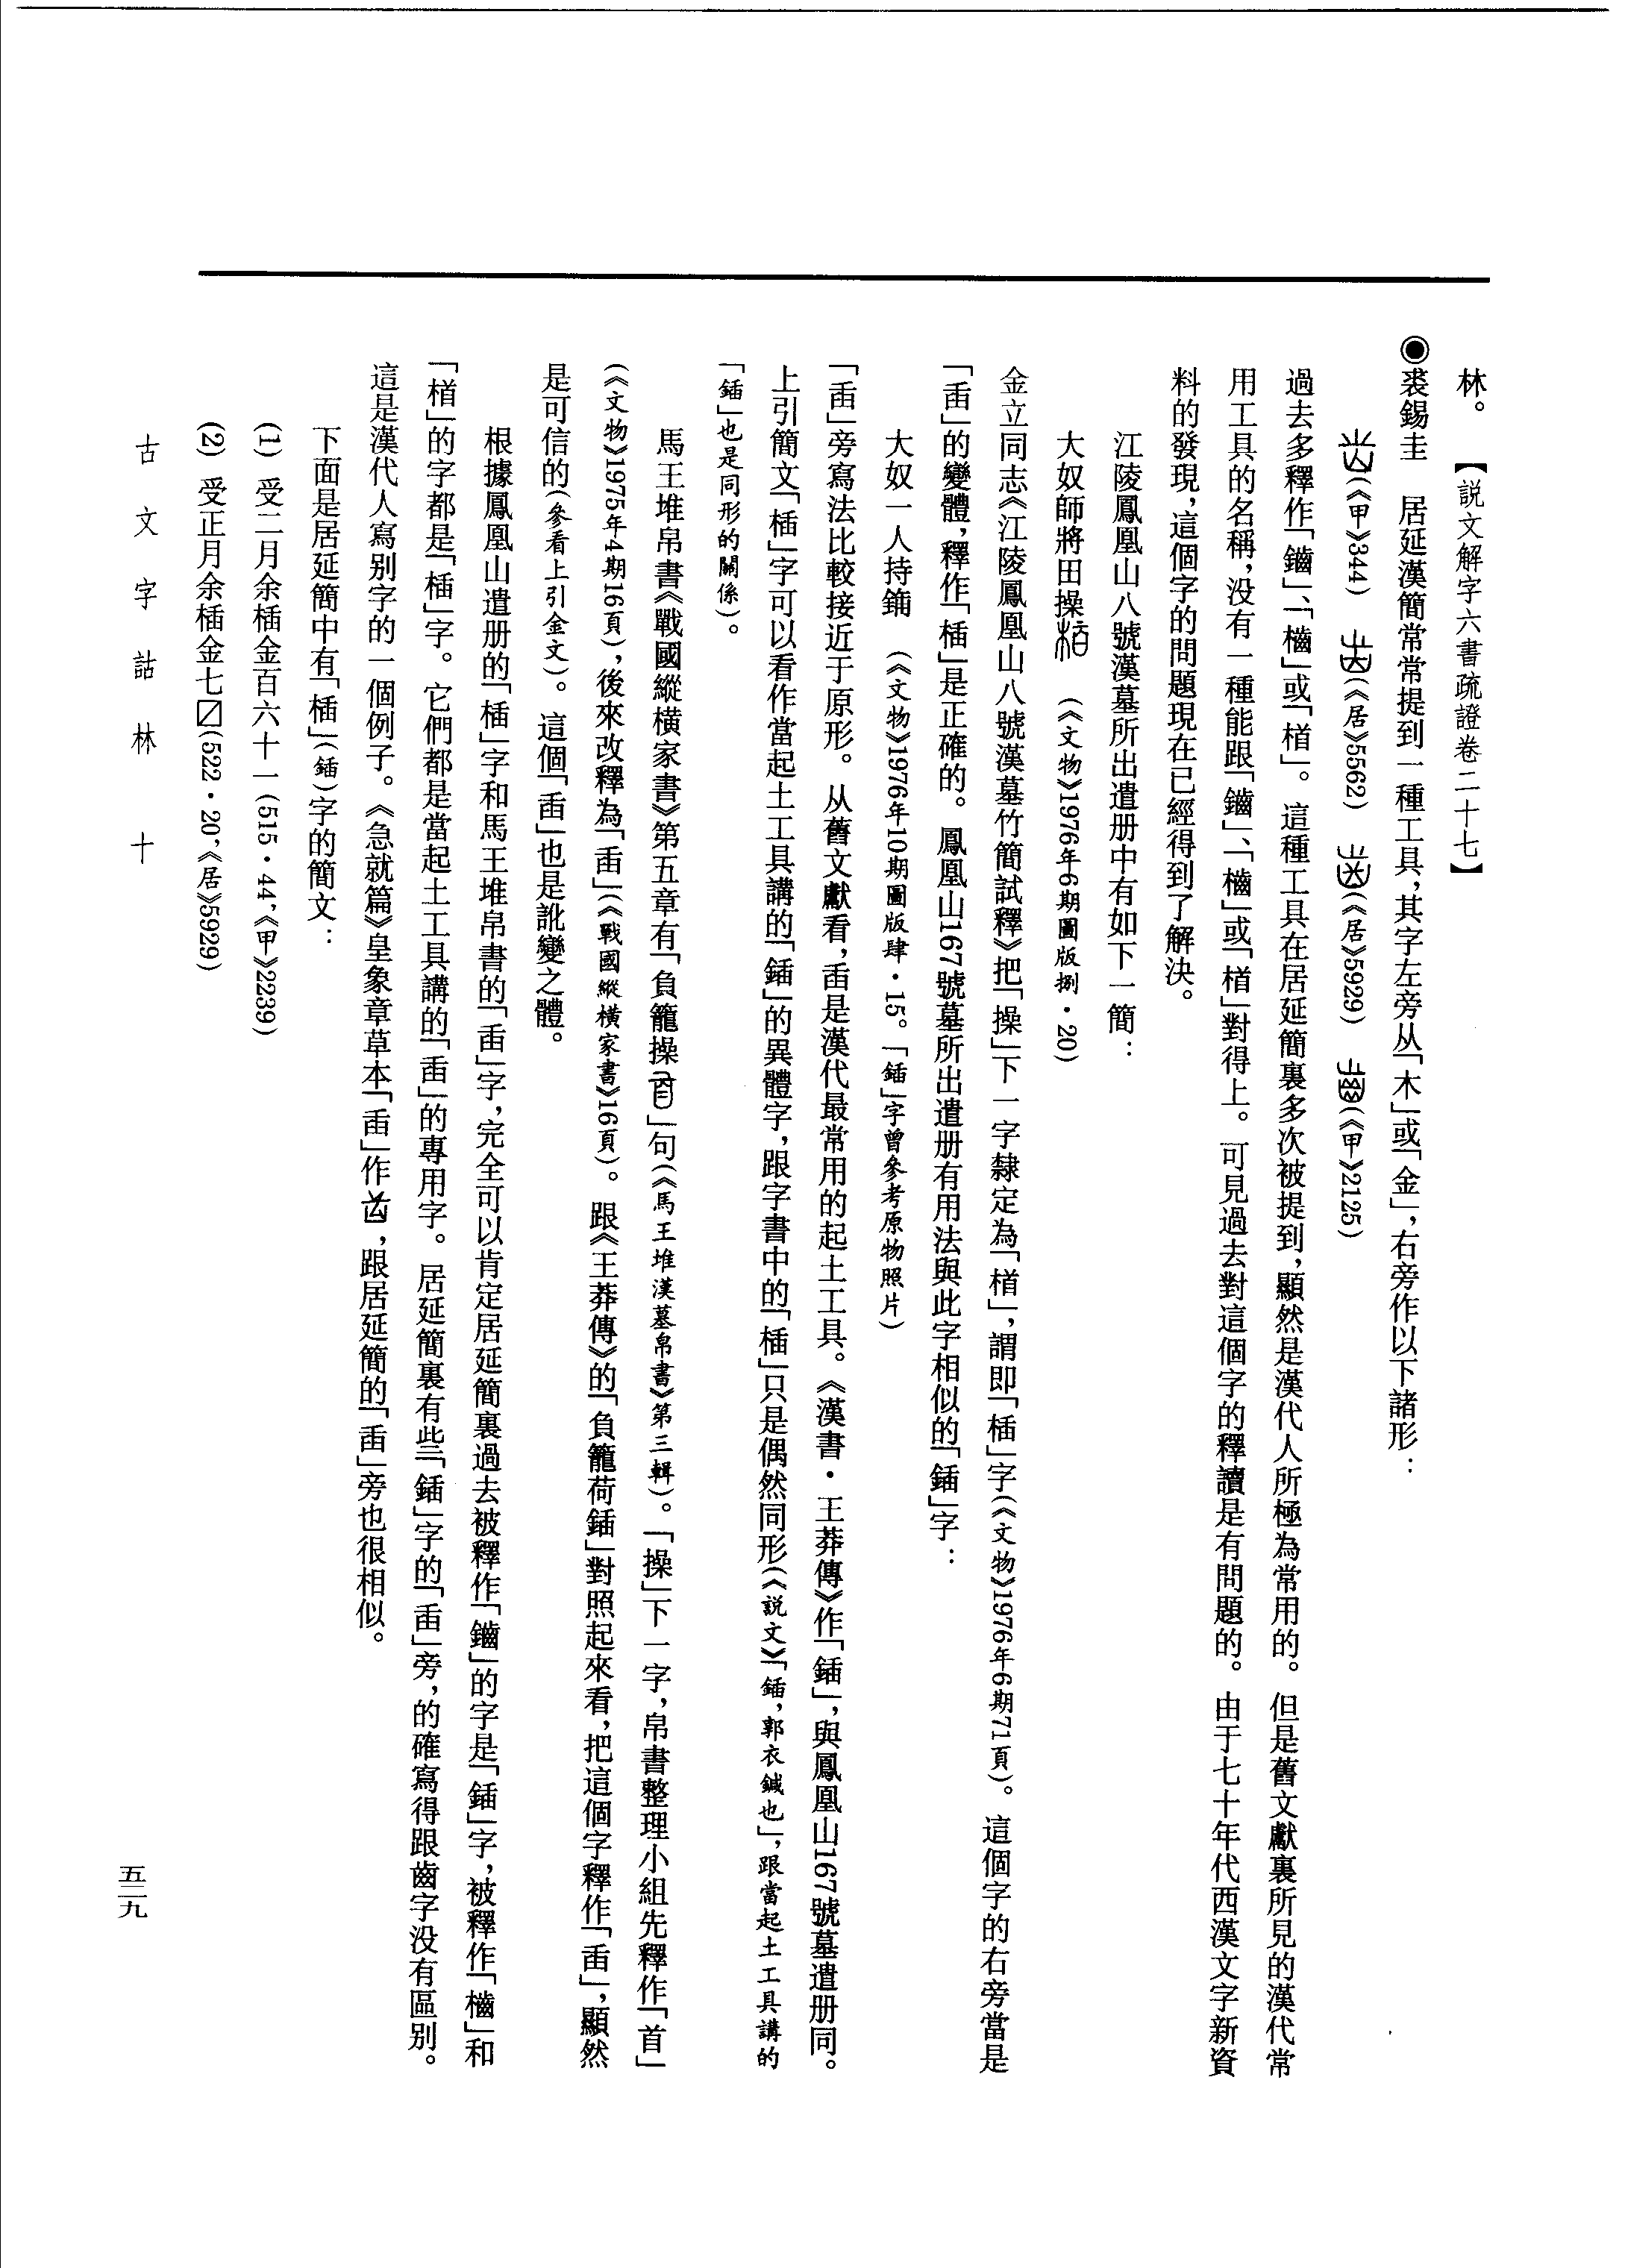 林。　【説文解字六書疏證卷二十七】
◉裘錫圭　居延漢簡常常提到一種工具，其字左旁从「木」或「金」，右旁作以下諸形：
(《甲》344)　(《居》5562)　(《居》5929)　(《甲》2125)
過去多釋作「鑡」、「櫛」或「楢」。這種工具在居延簡裏多次被提到，顯然是漢代人所極為常用的。但是舊文獻裏所見的漢代常
用工具的名稱，没有一種能跟「鑡」、「櫛」或「楢」對得上。可見過去對這個字的釋讀是有問題的。由于七十年代西漢文字新資
料的發現，這個字的問題現在已經得到了解決。
江陵鳳凰山八號漢墓所出遣册中有如下一簡：
大奴師將田操　(《文物》1976年6期圖版捌·20)
金立同志《江陵鳳凰山八號漢墓竹簡試釋》把「操」下一字隸定為「楢」，謂即「桶」字(《文物》1976年6期71頁)。這個字的右旁當是
「臿」的變體，釋作「桶」是正確的。鳳凰山167號墓所出遣册有用法與此字相似的「鍤」字：
大奴一人持鍤　(《文物》1976年10期圖版肆·15。「鍤」字曾參考原物照片)
「臿」旁寫法比較接近于原形。从舊文獻看，臿是漢代最常用的起土工具。《漢書·王莽傳》作「鍤」，與鳳凰山167號墓遣册同。
上引簡文「插」字可以看作當起土工具講的「鍤」的異體字，跟字書中的「插」只是偶然同形(《説文》「鍤，郭衣鍼也」，跟當起土工具講的
「鍤」也是同形的關係)。
馬王堆帛書《戰國縱橫家書》第五章有「負籠操」句(《馬王堆漢墓帛書》第三輯)。「操」下一字，帛書整理小組先釋作「首」
(《文物》1975年4期16頁)，後來改釋為「臿」(《戰國縱橫家書》16頁)。跟《王莽傳》的「負籠荷鍤」對照起來看，把這個字釋作「臿」，顯然
是可信的(參看上引金文)。這個「臿」也是訛變之體。
根據鳳凰山遣册的「插」字和馬王堆帛書的「臿」字，完全可以肯定居延簡裏過去被釋作「鑡」的字是「鍤」字，被釋作「櫛」和
「楢」的字都是「插」字。它們都是當起土工具講的「臿」的專用字。居延簡裏有些「鍤」字的「臿」旁，的確寫得跟齒字没有區别。
這是漢代人寫别字的一個例子。《急就篇》皇象章草本「臿」作，跟居延簡的「臿」旁也很相似。
下面是居延簡中有「插」(鍤)字的簡文：
(1)　受二月余插金百六十一(515·44，《甲》2239)
(2)　受正月余插金七〼(522·20，《居》5929)
古文字詁林　十
五三九